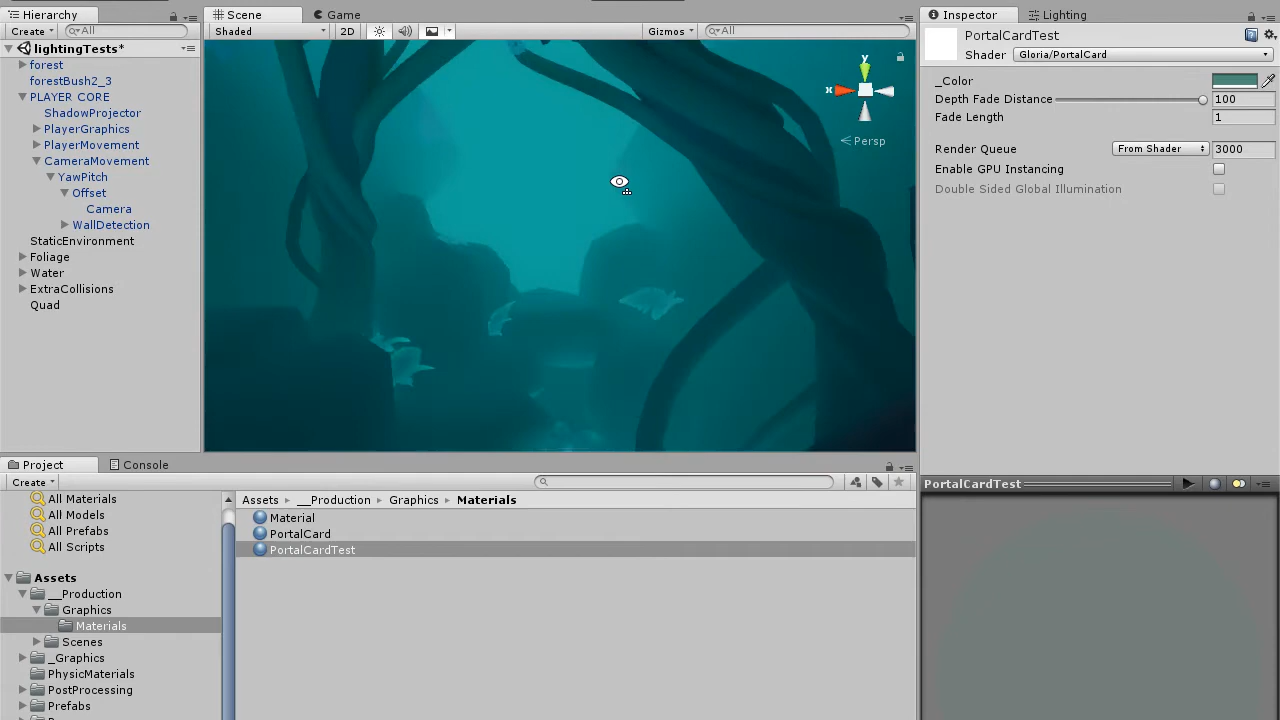 Hierarchy
Create
All
lightingTests*
forest
forestBush2_3
PLAYER CORE
ShadowProjector
PlayerGraphics
PlayerMovement
CameraMovement
YawPitch
Offset
Camera
WallDetection
StaticEnvironment
Foliage
Water
ExtraCollisions
Quad
Scene
Game
Shaded
2D
Gizmos
All
y
x
Persp
Inspector
Lighting
PortalCardTest
Shader
Gloria/PortalCard
_Color
Depth Fade Distance
100
Fade Length
1
Render Queue
From Shader
3000
Enable GPU Instancing
Double Sided Global Illumination
Project
Console
Create
All Materials
All Models
All Prefabs
All Scripts
Assets
__Production
Graphics
Materials
Scenes
_Graphics
PhysicMaterials
PostProcessing
Prefabs
Assets
__Production
Graphics
Materials
Material
PortalCard
PortalCardTest
PortalCardTest